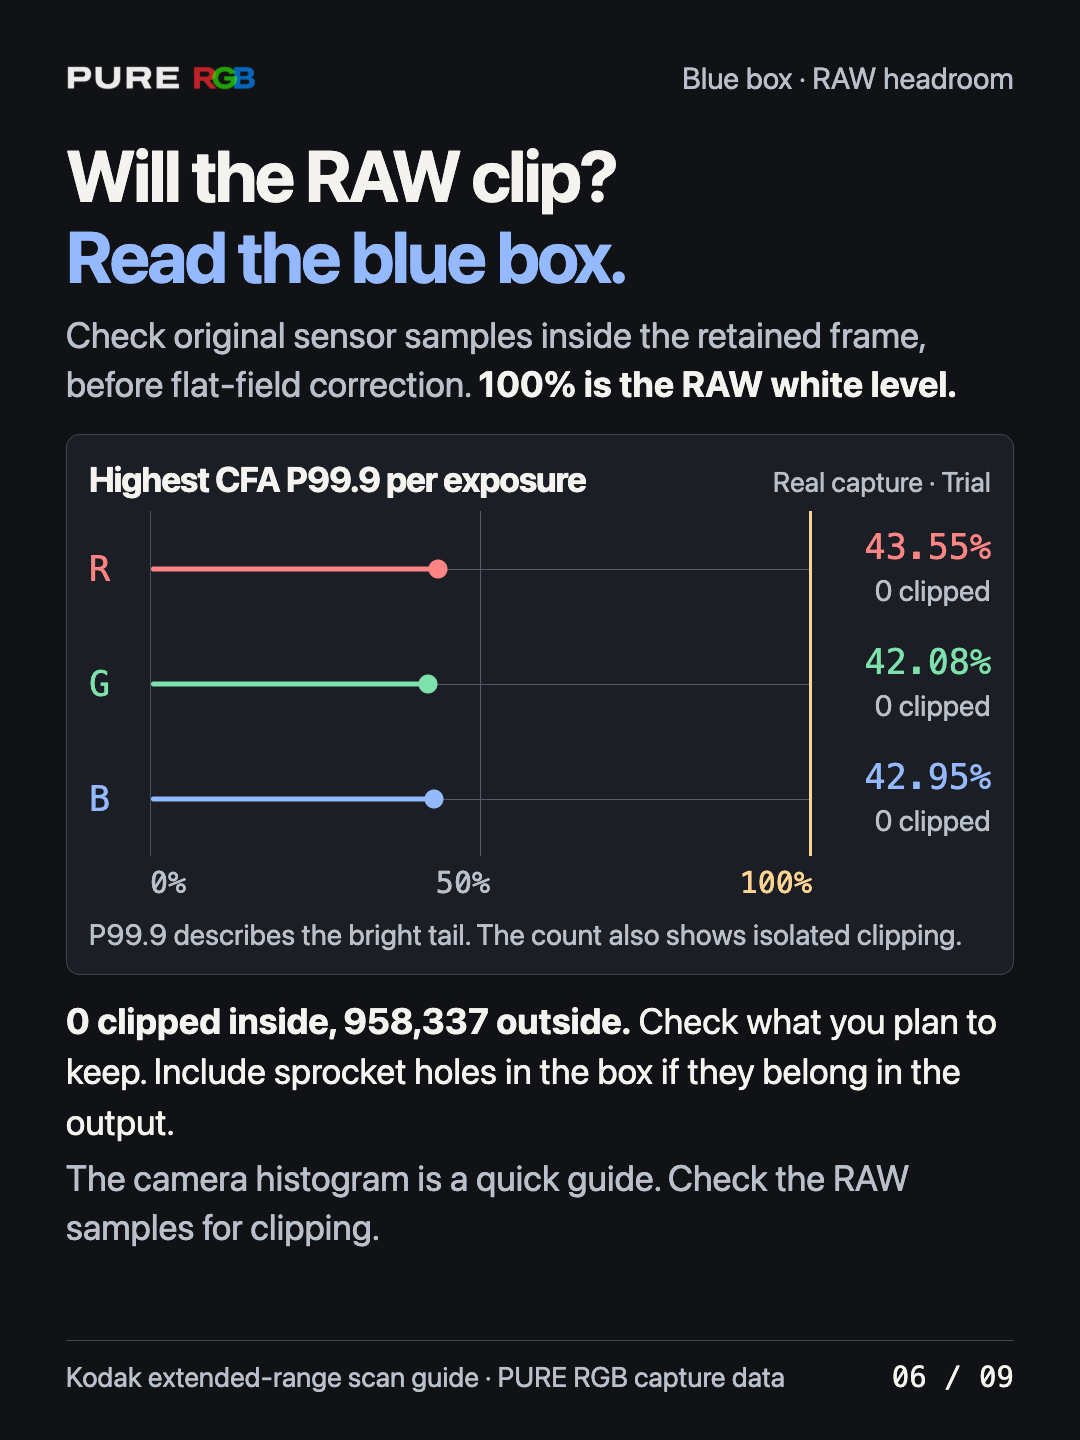 PURE RGB
Blue box · RAW headroom
Will the RAW clip?
Read the blue box.
Check original sensor samples inside the retained frame,
before flat-field correction. 100% is the RAW white level.
Highest CFA P99.9 per exposure
Real capture · Trial
R
43.55%
0 clipped
G
42.08%
0 clipped
B
42.95%
0 clipped
0%
50%
100%
P99.9 describes the bright tail. The count also shows isolated clipping.
0 clipped inside, 958,337 outside. Check what you plan to
keep. Include sprocket holes in the box if they belong in the
output.
The camera histogram is a quick guide. Check the RAW
samples for clipping.
Kodak extended-range scan guide · PURE RGB capture data
06 / 09